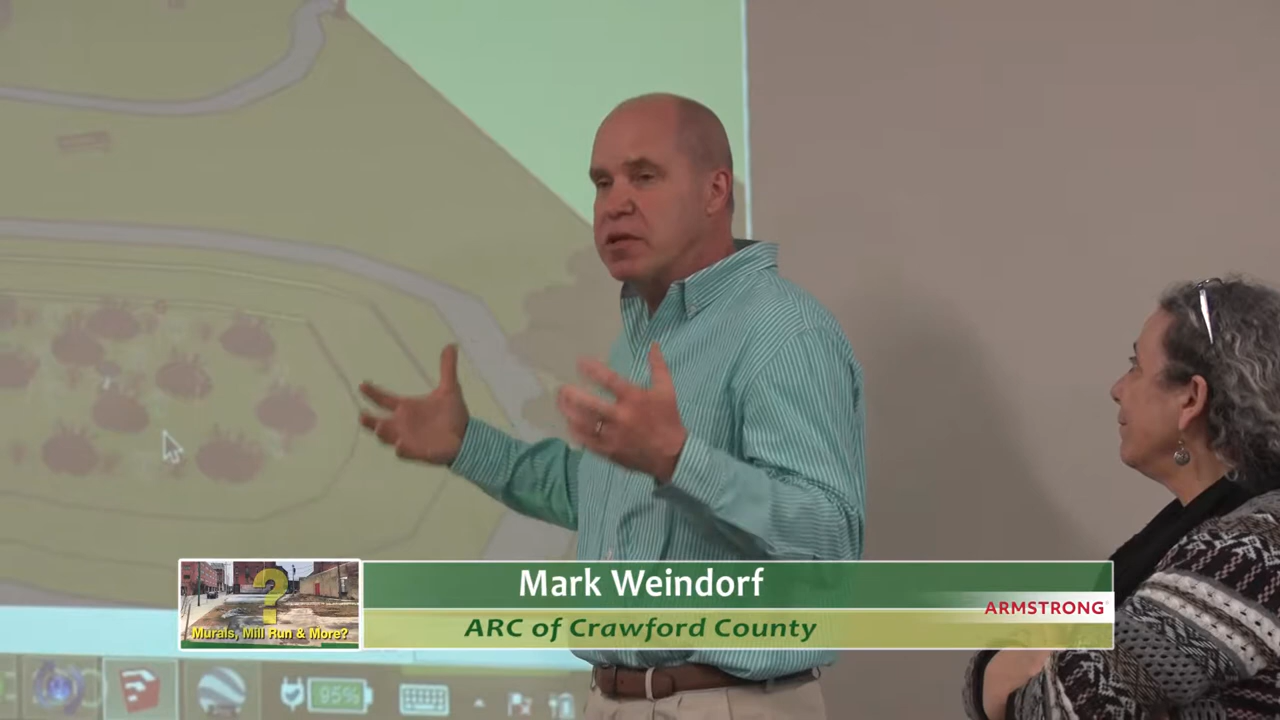 Mark Weindorf
ARMSTRONG
ARC of Crawford County
?
Murals, Mill Run & More?
95%